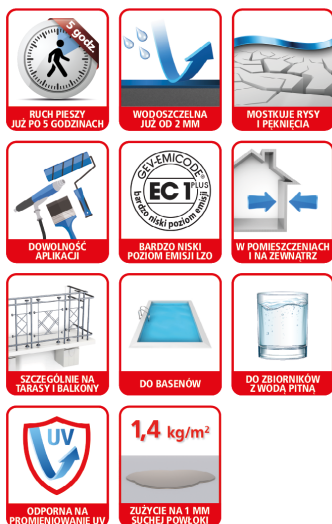 5 godz.
RUCH PIESZY
JUŻ PO 5 GODZINACH
WODOSZCZELNA
JUŻ OD 2 MM
MOSTKUJE RYSY
I PĘKNIĘCIA
DOWOLNOŚĆ
APLIKACJI
GEV-EMICODE®
EC 1 PLUS
bardzo niski poziom emisji
BARDZO NISKI
POZIOM EMISJI LZO
W POMIESZCZENIACH
I NA ZEWNĄTRZ
SZCZEGÓLNIE NA
TARASY I BALKONY
DO BASENÓW
DO ZBIORNIKÓW
Z WODĄ PITNĄ
UV
ODPORNA NA
PROMIENIOWANIE UV
1,4 kg/m²
ZUŻYCIE NA 1 MM
SUCHEJ POWŁOKI